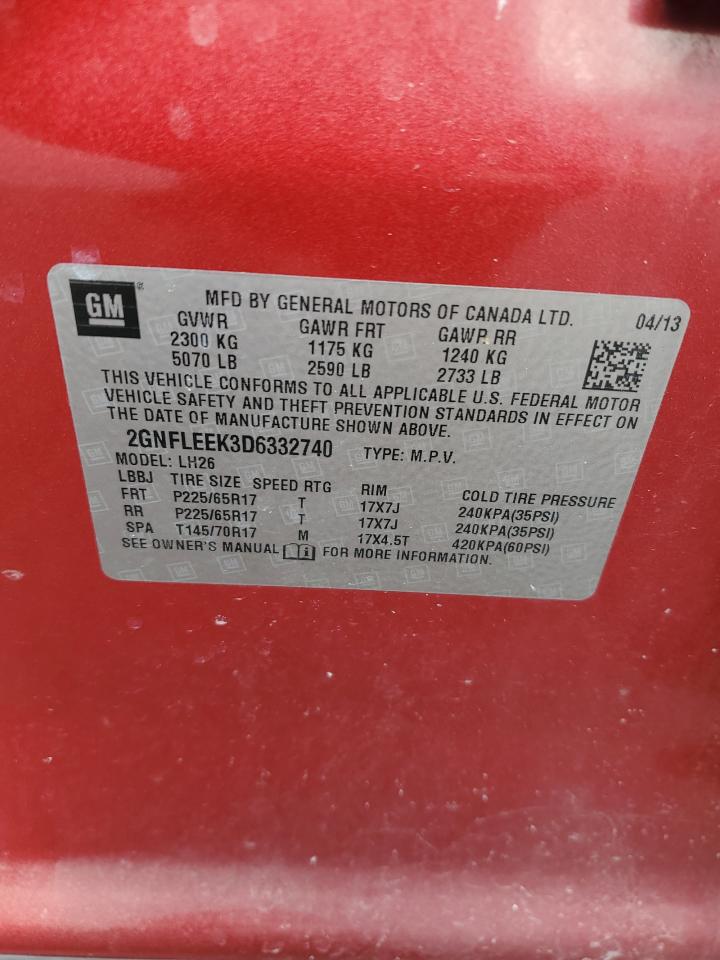 GM® MFD BY GENERAL MOTORS OF CANADA LTD. 04/13
GVWR GAWR FRT GAWR RR
2300 KG 1175 KG 1240 KG
5070 LB 2590 LB 2733 LB
THIS VEHICLE CONFORMS TO ALL APPLICABLE U.S. FEDERAL MOTOR
VEHICLE SAFETY AND THEFT PREVENTION STANDARDS IN EFFECT ON
THE DATE OF MANUFACTURE SHOWN ABOVE.
2GNFLEEK3D6332740 TYPE: M.P.V.
MODEL: LH26
LBBJ TIRE SIZE SPEED RTG RIM COLD TIRE PRESSURE
FRT P225/65R17 T 17X7J 240KPA(35PSI)
RR P225/65R17 T 17X7J 240KPA(35PSI)
SPA T145/70R17 M 17X4.5T 420KPA(60PSI)
SEE OWNER'S MANUAL FOR MORE INFORMATION.